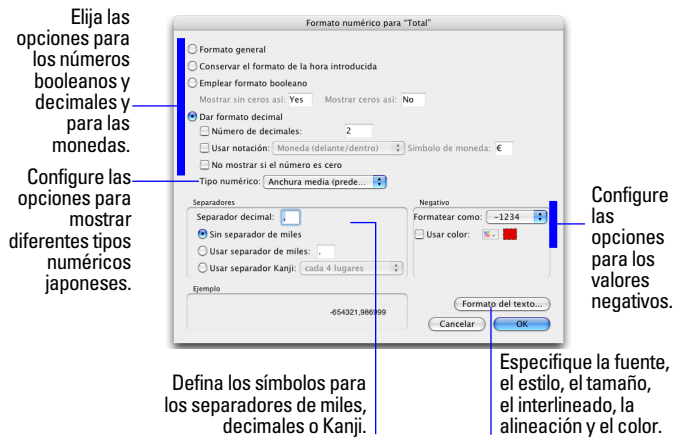 Elija las
opciones para
los números
booleanos y
decimales y
para las
monedas.
Configure las
opciones para
mostrar
diferentes tipos
numéricos
japoneses.
Formato numérico para “Total”
Formato general
Conservar el formato de la hora introducida
Emplear formato booleano
Mostrar sin ceros así: Yes Mostrar ceros así: No
Dar formato decimal
Número de decimales: 2
Usar notación: Moneda (delante/dentro) Símbolo de moneda: €
No mostrar si el número es cero
Tipo numérico: Anchura media (prede...
Separadores
Separador decimal: ,
Sin separador de miles
Usar separador de miles: .
Usar separador Kanji: cada 4 lugares
Negativo
Formatear como: -1234
Usar color:
Ejemplo
-654321,986999
Formato del texto...
Cancelar OK
Configure
las
opciones
para los
valores
negativos.
Defina los símbolos para
los separadores de miles,
decimales o Kanji.
Especifique la fuente,
el estilo, el tamaño,
el interlineado, la
alineación y el color.